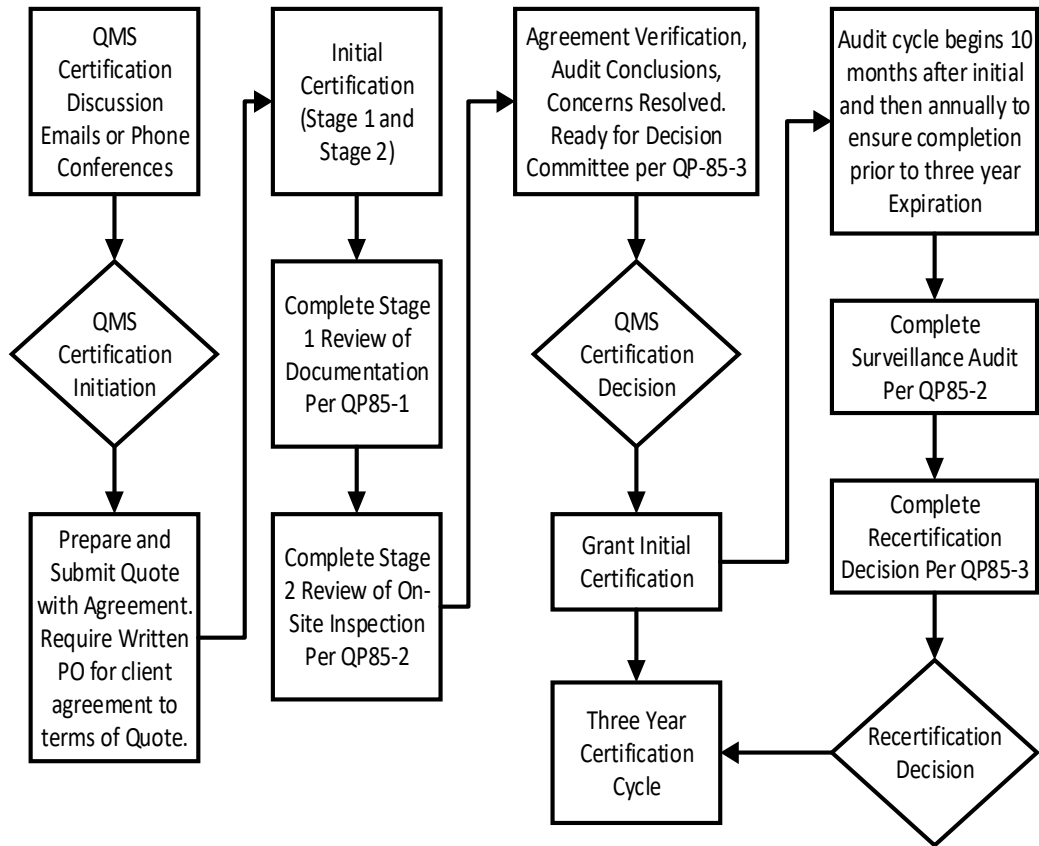 QMS
Certification
Discussion
Emails or Phone
Conferences
QMS
Certification
Initiation
Prepare and
Submit Quote
with Agreement.
Require Written
PO for client
agreement to
terms of Quote.
Initial
Certification
(Stage 1 and
Stage 2)
Complete Stage
1 Review of
Documentation
Per QP85-1
Complete Stage
2 Review of On-
Site Inspection
Per QP85-2
Agreement Verification,
Audit Conclusions,
Concerns Resolved.
Ready for Decision
Committee per QP-85-3
QMS
Certification
Decision
Grant Initial
Certification
Three Year
Certification
Cycle
Audit cycle begins 10
months after initial
and then annually to
ensure completion
prior to three year
Expiration
Complete
Surveillance Audit
Per QP85-2
Complete
Recertification
Decision Per QP85-3
Recertification
Decision